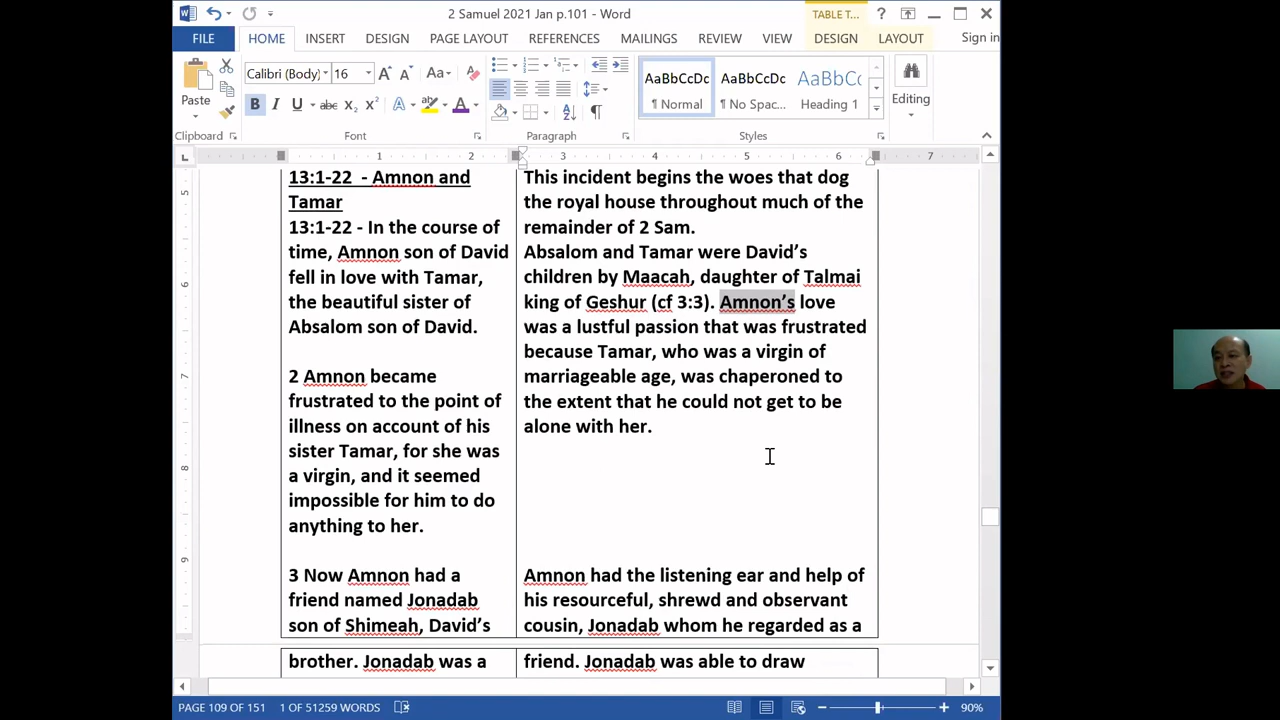 2 Samuel 2021 Jan p.101 - Word
TABLE T...
FILE
HOME
INSERT
DESIGN
PAGE LAYOUT
REFERENCES
MAILINGS
REVIEW
VIEW
DESIGN
LAYOUT
Sign in
Paste
Calibri (Body)
16
Aa
AaBbCcDc
AaBbCcDc
AaBbCc
¶ Normal
¶ No Spac...
Heading 1
Editing
Clipboard
Font
Paragraph
Styles
1 2 3 4 5 6 7
13:1-22 - Amnon and
Tamar
13:1-22 - In the course of
time, Amnon son of David
fell in love with Tamar,
the beautiful sister of
Absalom son of David.
2 Amnon became
frustrated to the point of
illness on account of his
sister Tamar, for she was
a virgin, and it seemed
impossible for him to do
anything to her.
3 Now Amnon had a
friend named Jonadab
son of Shimeah, David’s
brother. Jonadab was a
This incident begins the woes that dog
the royal house throughout much of the
remainder of 2 Sam.
Absalom and Tamar were David’s
children by Maacah, daughter of Talmai
king of Geshur (cf 3:3). Amnon’s love
was a lustful passion that was frustrated
because Tamar, who was a virgin of
marriageable age, was chaperoned to
the extent that he could not get to be
alone with her.
Amnon had the listening ear and help of
his resourceful, shrewd and observant
cousin, Jonadab whom he regarded as a
friend. Jonadab was able to draw
PAGE 109 OF 151
1 OF 51259 WORDS
90%